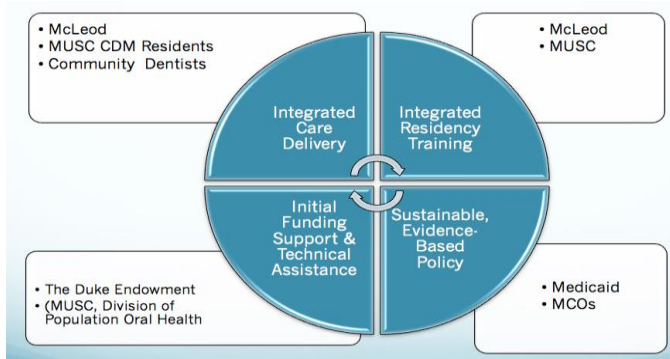 • McLeod
• MUSC CDM Residents
• Community Dentists
• McLeod
• MUSC
Integrated
Care
Delivery
Integrated
Residency
Training
Initial
Funding
Support &
Technical
Assistance
Sustainable,
Evidence-
Based
Policy
• The Duke Endowment
• (MUSC, Division of
Population Oral Health
• Medicaid
• MCOs